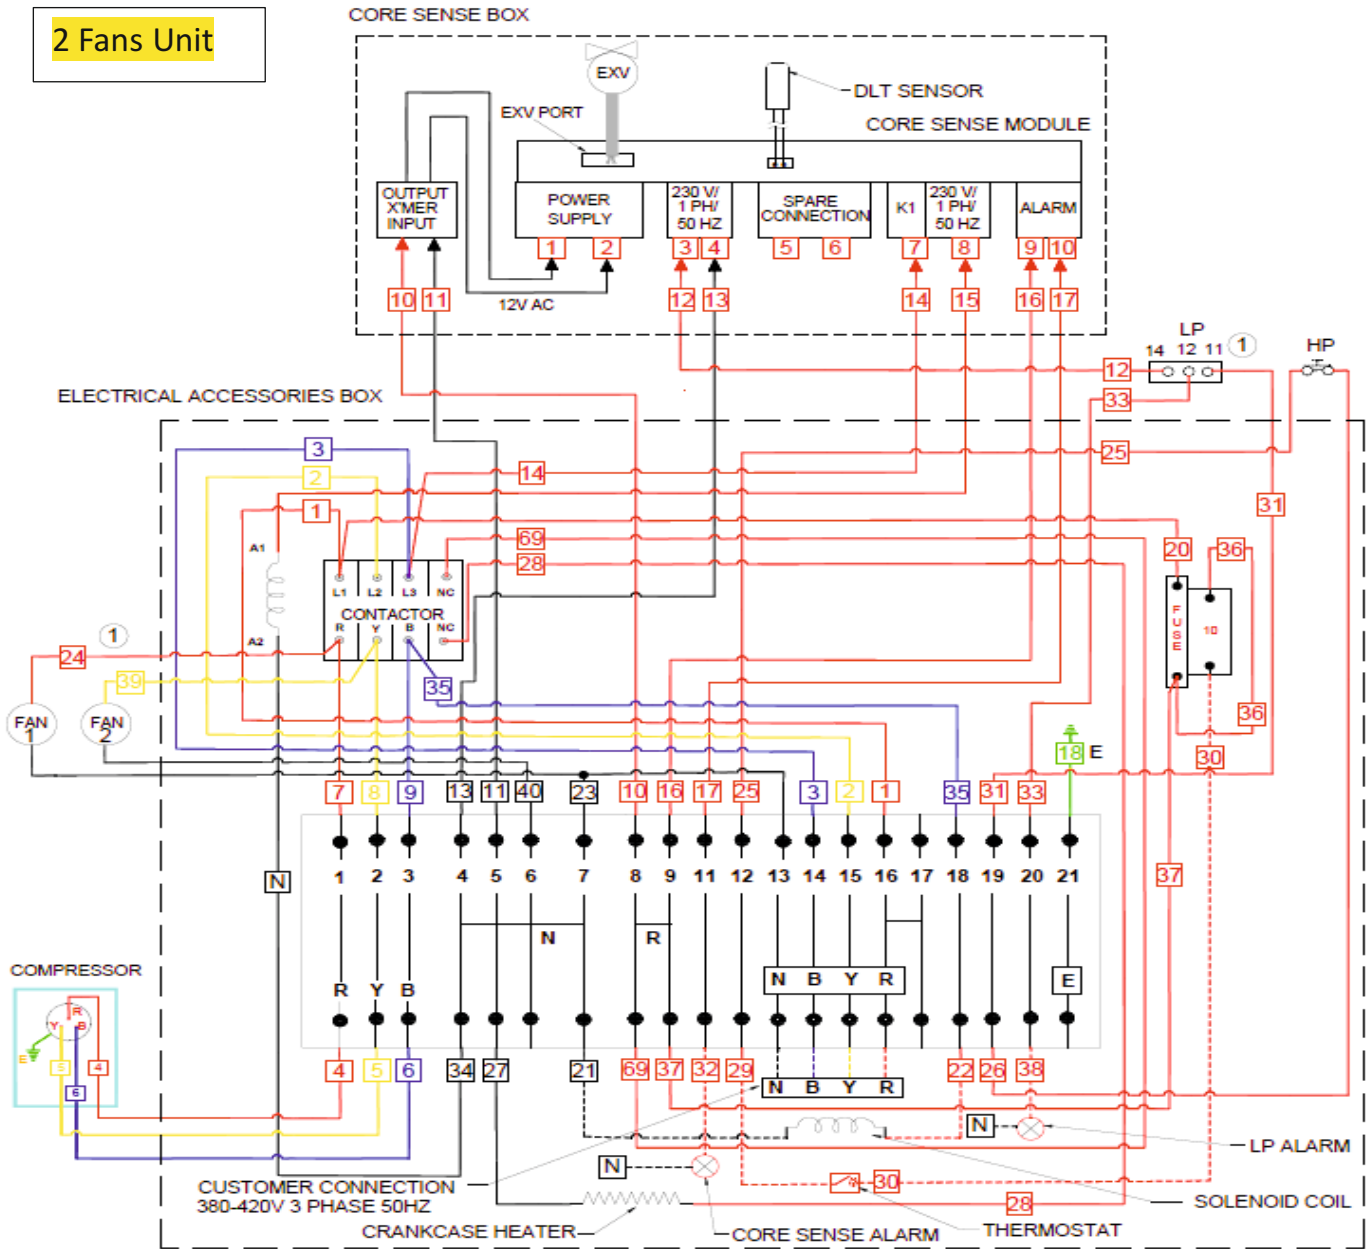 2 Fans Unit
CORE SENSE BOX
EXV
DLT SENSOR
EXV PORT
CORE SENSE MODULE
OUTPUT
X'MER
INPUT
POWER
SUPPLY
230 V/
1 PH/
50 HZ
SPARE
CONNECTION
K1
230 V/
1 PH/
50 HZ
ALARM
1 2 3 4 5 6 7 8 9 10
10 11 12V AC 12 13 14 15 16 17
LP
14 12 11 1
HP
12
33
ELECTRICAL ACCESSORIES BOX
3
25
2
14
31
1
69
20 36
28
A1
L1 L2 L3 NC
CONTACTOR
R Y B NC
FUSE
10
A2
1
24
39
35
36
FAN
1
FAN
2
18 E
30
7 8 9 13 11 40 23 10 16 17 25 3 2 1 35 31 33
N
1 2 3 4 5 6 7 8 9 11 12 13 14 15 16 17 18 19 20 21
37
N R
COMPRESSOR
R Y B
N B Y R
E
R
Y B
E
5 4
6
4 5 6 34 27 21 69 37 32 29 22 26 38
N B Y R
N
LP ALARM
N
30
CUSTOMER CONNECTION
380-420V 3 PHASE 50HZ
28
SOLENOID COIL
CRANKCASE HEATER
CORE SENSE ALARM
THERMOSTAT